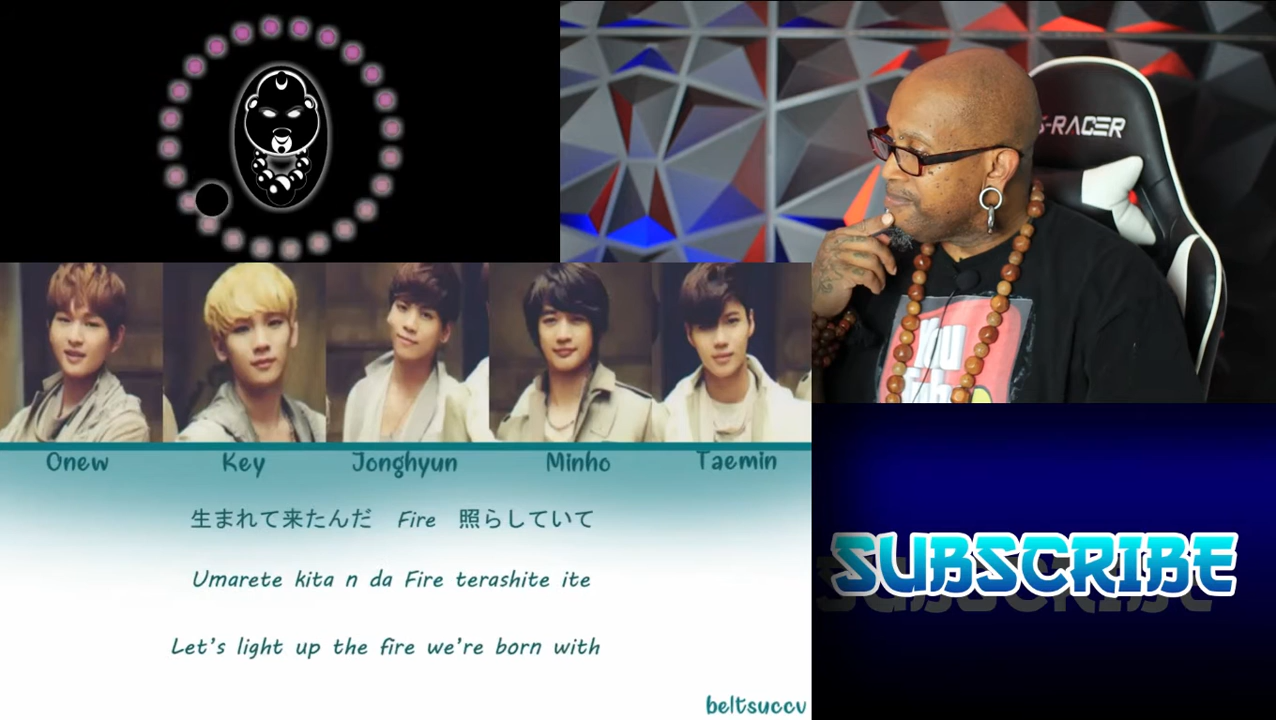 S-RACER
You
Onew Key Jonghyun Minho Taemin
生まれて来たんだ Fire 照らしていて
Umarete kita n da Fire terashite ite
Let's light up the fire we're born with
SUBSCRIBE
beltsuccv